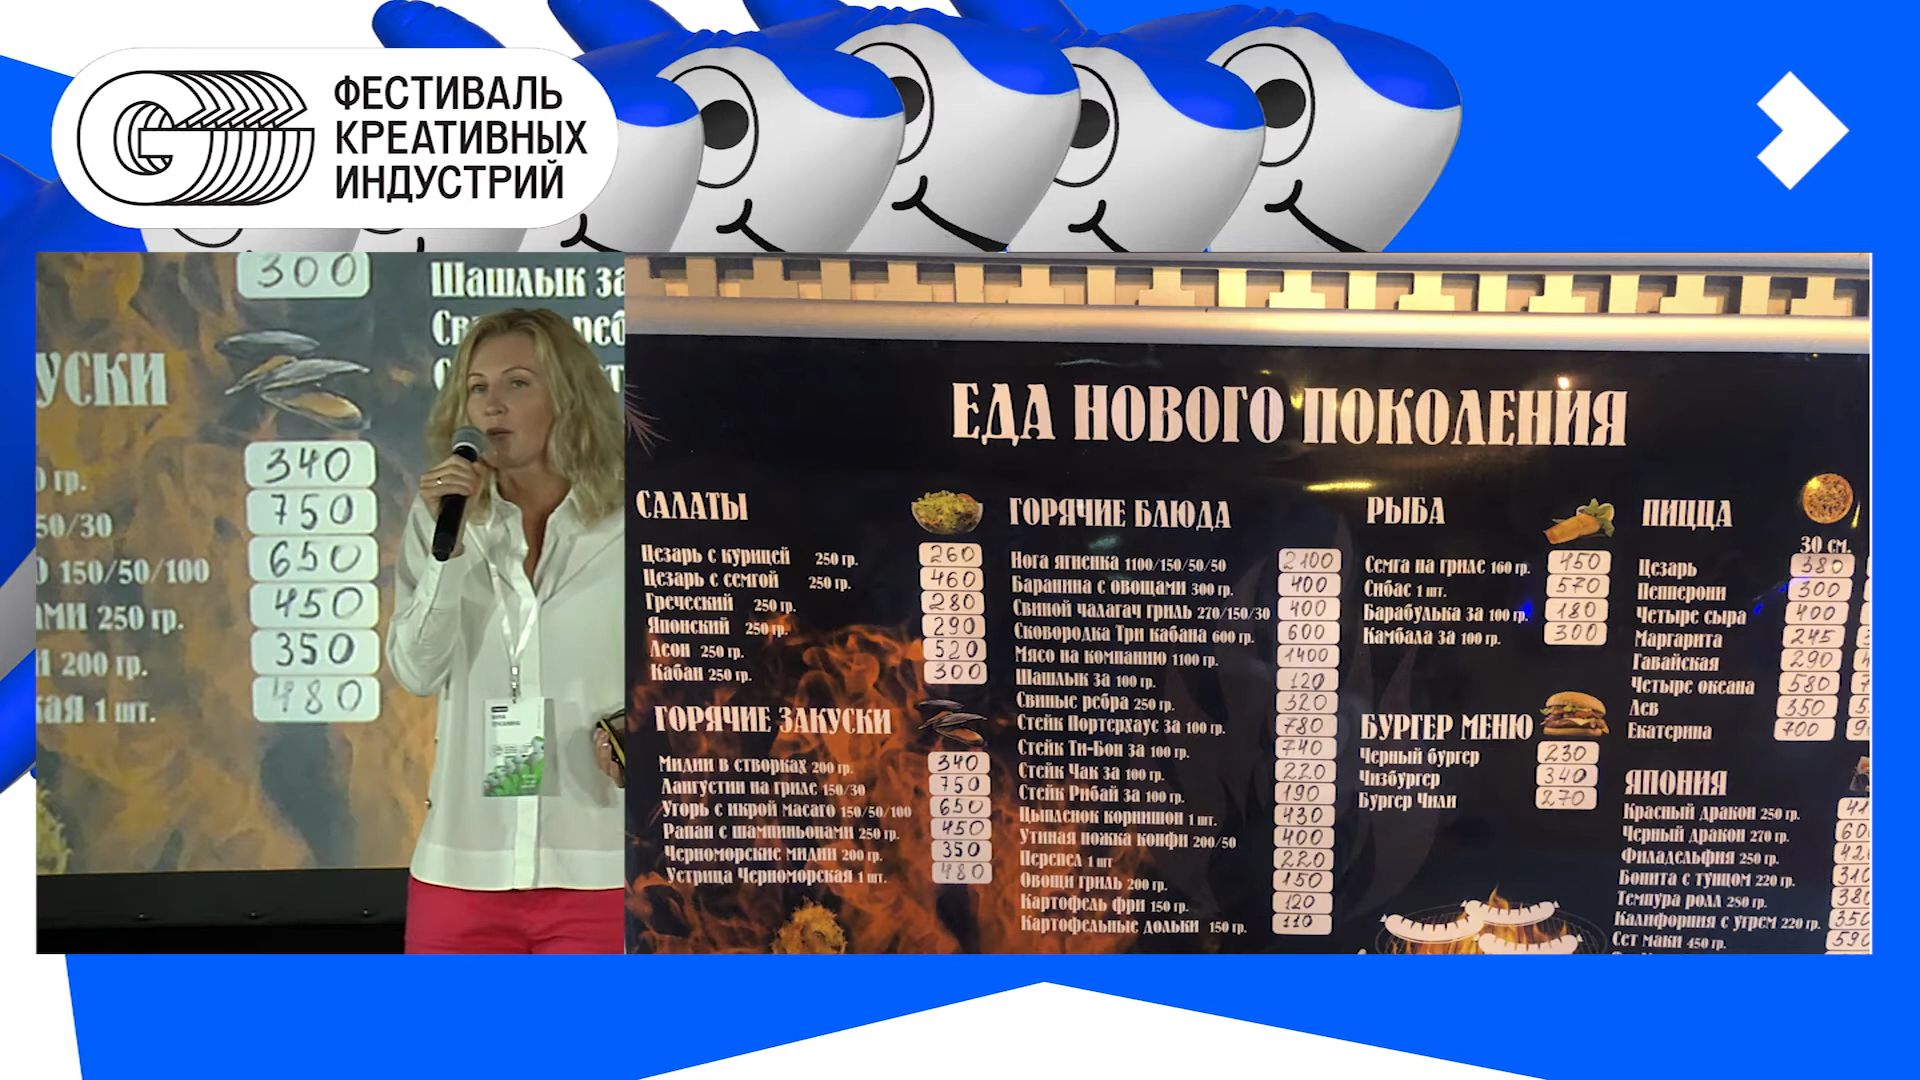 ФЕСТИВАЛЬ
КРЕАТИВНЫХ
ИНДУСТРИЙ
300
Шашлык за
УСКИ
340
гр.
750
50/30
650
150/50/100
450
250 гр.
350
200 гр.
480
1 шт.
ЕДА НОВОГО ПОКОЛЕНИЯ
САЛАТЫ
Цезарь с курицей 250 гр. 260
Цезарь с семгой 250 гр. 460
Греческий 250 гр. 280
Японский 250 гр. 290
Леон 250 гр. 520
Кабан 250 гр. 300
ГОРЯЧИЕ ЗАКУСКИ
Мидии в створках 200 гр. 340
Лангустин на гриле 150/30 750
Угорь с икрой масаго 150/50/100 650
Рапан с шампиньонами 250 гр. 450
Черноморские мидии 200 гр. 350
Устрица Черноморская 1 шт. 480
ГОРЯЧИЕ БЛЮДА
Нога ягненка 1100/150/50/50 2100
Баранина с овощами 300 гр. 400
Свиной чалагач гриль 270/150/30 400
Сковородка Три кабана 600 гр. 600
Мясо на компанию 1100 гр. 1400
Шашлык за 100 гр. 120
Свиные ребра 250 гр. 320
Стейк Портерхаус за 100 гр. 780
Стейк Ти-Бон за 100 гр. 740
Стейк Чак за 100 гр. 220
Стейк Рибай за 100 гр. 190
Цыпленок корнишон 1 шт. 430
Утиная ножка конфи 200/50 400
Перепел 1 шт 220
Овощи гриль 200 гр. 150
Картофель фри 150 гр. 120
Картофельные дольки 150 гр. 110
РЫБА
Семга на гриле 160 гр. 450
Сибас 1 шт. 570
Барабулька за 100 гр. 180
Камбала за 100 гр. 300
БУРГЕР МЕНЮ
Черный бургер 230
Чизбургер 340
Бургер Чили 270
ПИЦЦА
30 см.
Цезарь 380
Пепперони 300
Четыре сыра 400
Маргарита 245
Гавайская 290
Четыре океана 580
Лев 350
Екатерина 700
ЯПОНИЯ
Красный дракон 250 гр.
Черный дракон 270 гр.
Филадельфия 250 гр.
Бонита с тунцом 220 гр.
Темпура ролл 280 гр.
Калифорния с угрем 220 гр.
Сет маки 450 гр.